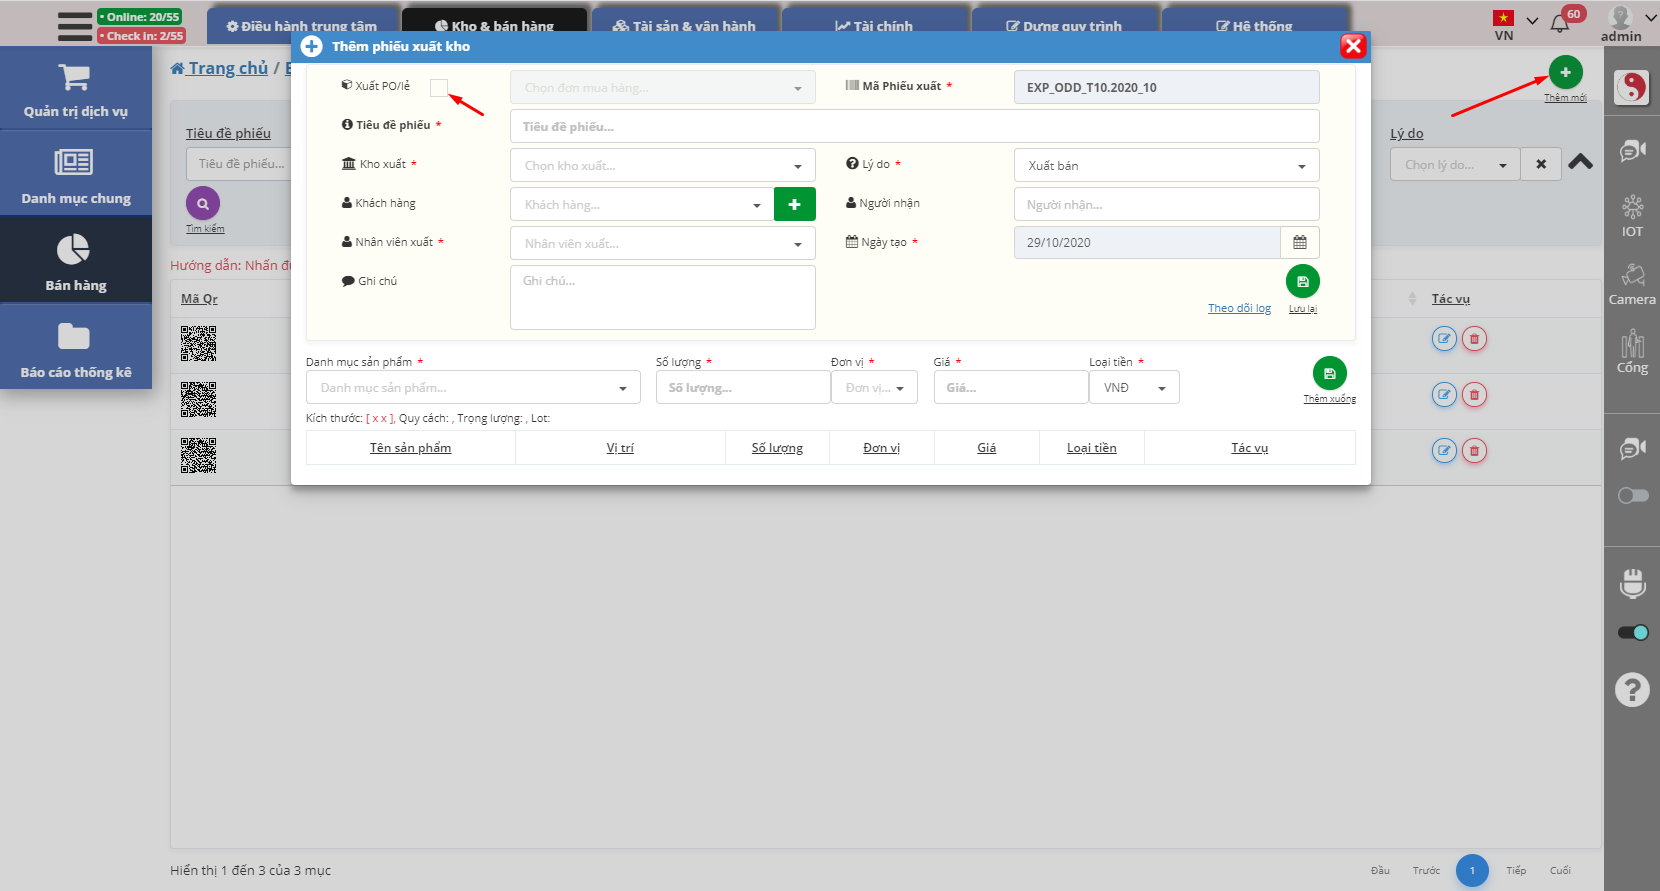 Online: 20/55
Check in: 2/55
Điều hành trung tâm
Kho & bán hàng
Tài sản & vận hành
Tài chính
Dựng quy trình
Hệ thống
VN
60
admin
Thêm phiếu xuất kho
Trang chủ /
Thêm mới
Quản trị dịch vụ
Danh mục chung
Bán hàng
Báo cáo thống kê
Tiêu đề phiếu
Tiêu đề phiếu...
Tìm kiếm
Lý do
Chọn lý do...
Hướng dẫn: Nhấn
Mã Qr
Tác vụ
Xuất PO/lẻ
Chọn đơn mua hàng...
Mã Phiếu xuất *
EXP_ODD_T10.2020_10
Tiêu đề phiếu *
Tiêu đề phiếu...
Kho xuất *
Chọn kho xuất...
Lý do *
Xuất bán
Khách hàng
Khách hàng...
Người nhận
Người nhận...
Nhân viên xuất *
Nhân viên xuất...
Ngày tạo *
29/10/2020
Ghi chú
Ghi chú...
Theo dõi log
Lưu lại
Danh mục sản phẩm *
Số lượng *
Đơn vị *
Giá *
Loại tiền *
Danh mục sản phẩm...
Số lượng...
Đơn vị...
Giá...
VNĐ
Thêm xuống
Kích thước: [ x x ], Quy cách: , Trọng lượng: , Lot:
Tên sản phẩm
Vị trí
Số lượng
Đơn vị
Giá
Loại tiền
Tác vụ
IOT
Camera
Cổng
Hiển thị 1 đến 3 của 3 mục
Đầu
Trước
1
Tiếp
Cuối